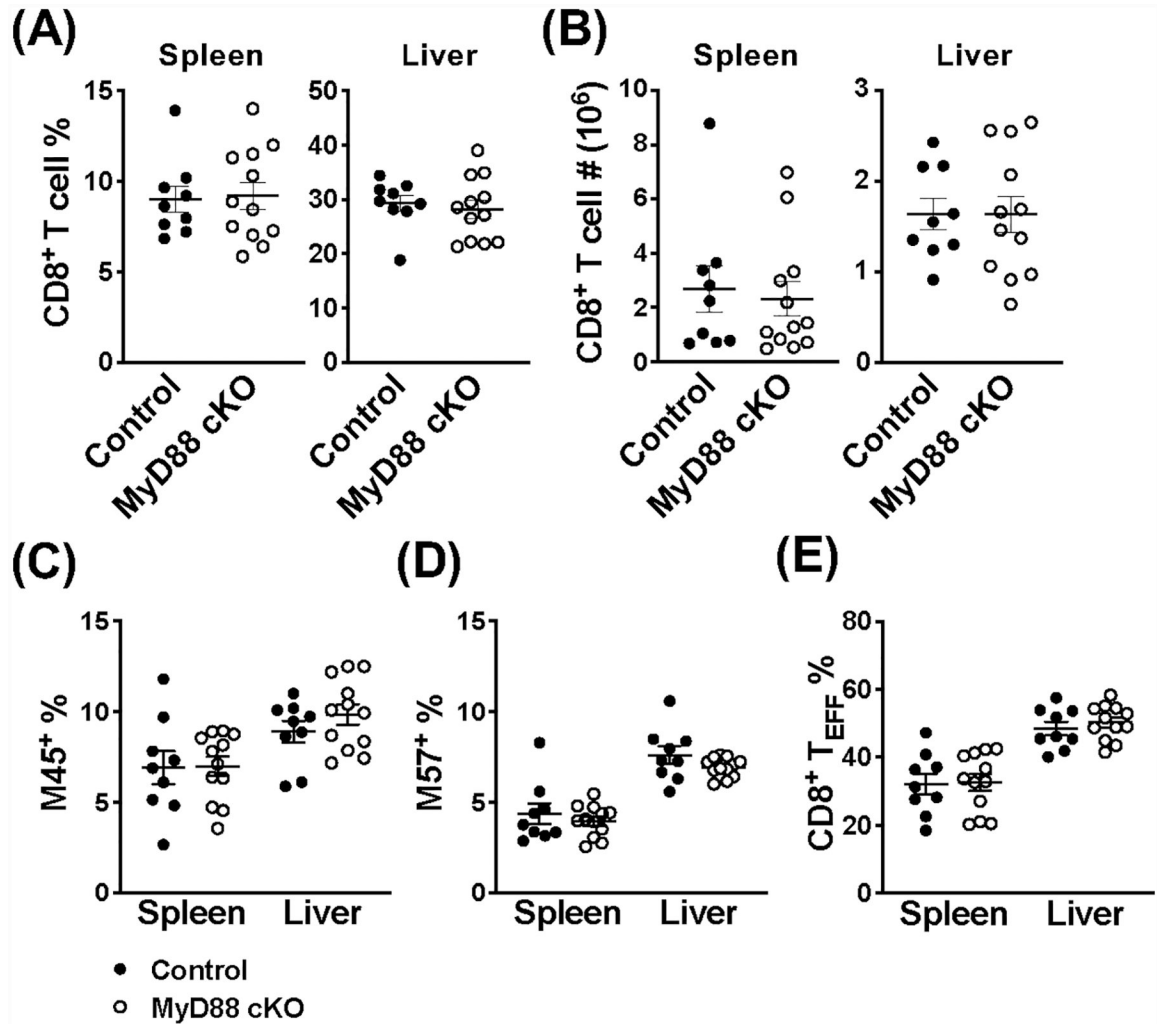 (A)
Spleen
Liver
CD8⁺ T cell %
15
10
5
0
50
40
30
20
10
0
Control
MyD88 cKO
Control
MyD88 cKO
(B)
Spleen
Liver
CD8⁺ T cell # (10⁶)
10
8
6
4
2
0
3
2
1
0
Control
MyD88 cKO
Control
MyD88 cKO
(C)
M45⁺ %
15
10
5
0
Spleen Liver
(D)
M57⁺ %
15
10
5
0
Spleen Liver
(E)
CD8⁺ T_EFF %
80
60
40
20
0
Spleen Liver
Control
MyD88 cKO